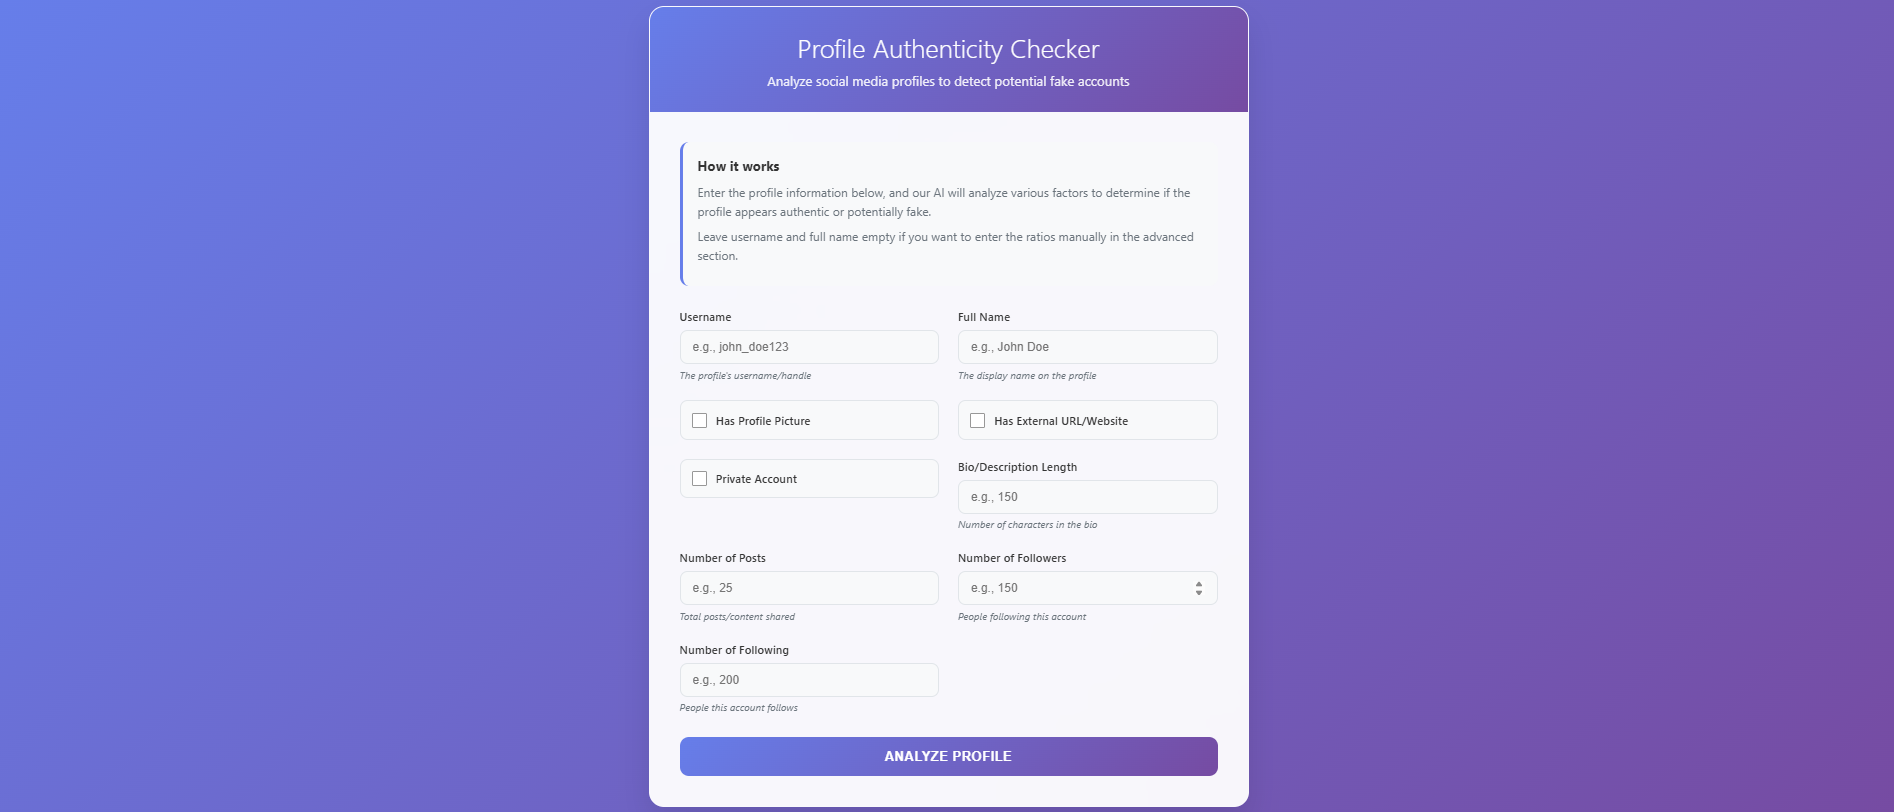 Profile Authenticity Checker
Analyze social media profiles to detect potential fake accounts
How it works
Enter the profile information below, and our AI will analyze various factors to determine if the
profile appears authentic or potentially fake.
Leave username and full name empty if you want to enter the ratios manually in the advanced
section.
Username
e.g., john_doe123
The profile's username/handle
Full Name
e.g., John Doe
The display name on the profile
Has Profile Picture
Has External URL/Website
Private Account
Bio/Description Length
e.g., 150
Number of characters in the bio
Number of Posts
e.g., 25
Total posts/content shared
Number of Followers
e.g., 150
People following this account
Number of Following
e.g., 200
People this account follows
ANALYZE PROFILE